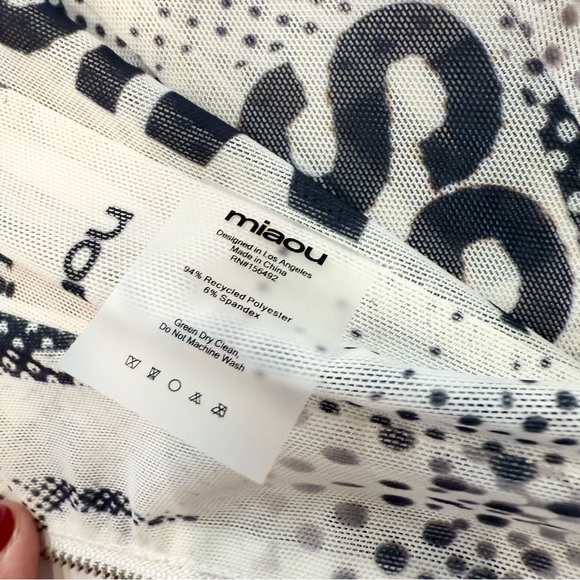 miaou
Designed in Los Angeles
Made in China
RN#156492
94% Recycled Polyester
6% Spandex
Green Dry Clean,
Do Not Machine Wash